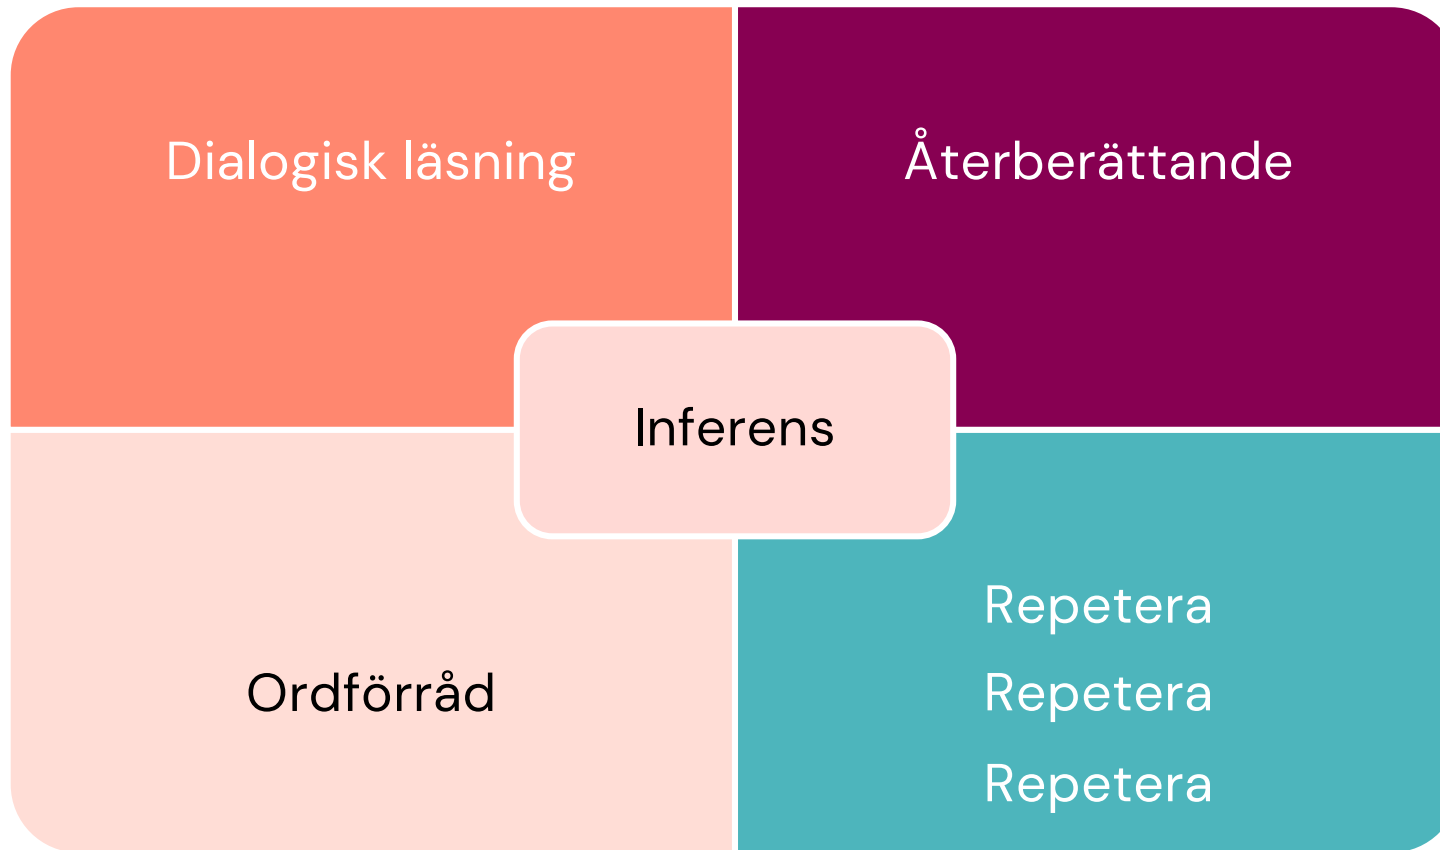 Dialogisk läsning
Återberättande
Inferens
Ordförråd
Repetera
Repetera
Repetera